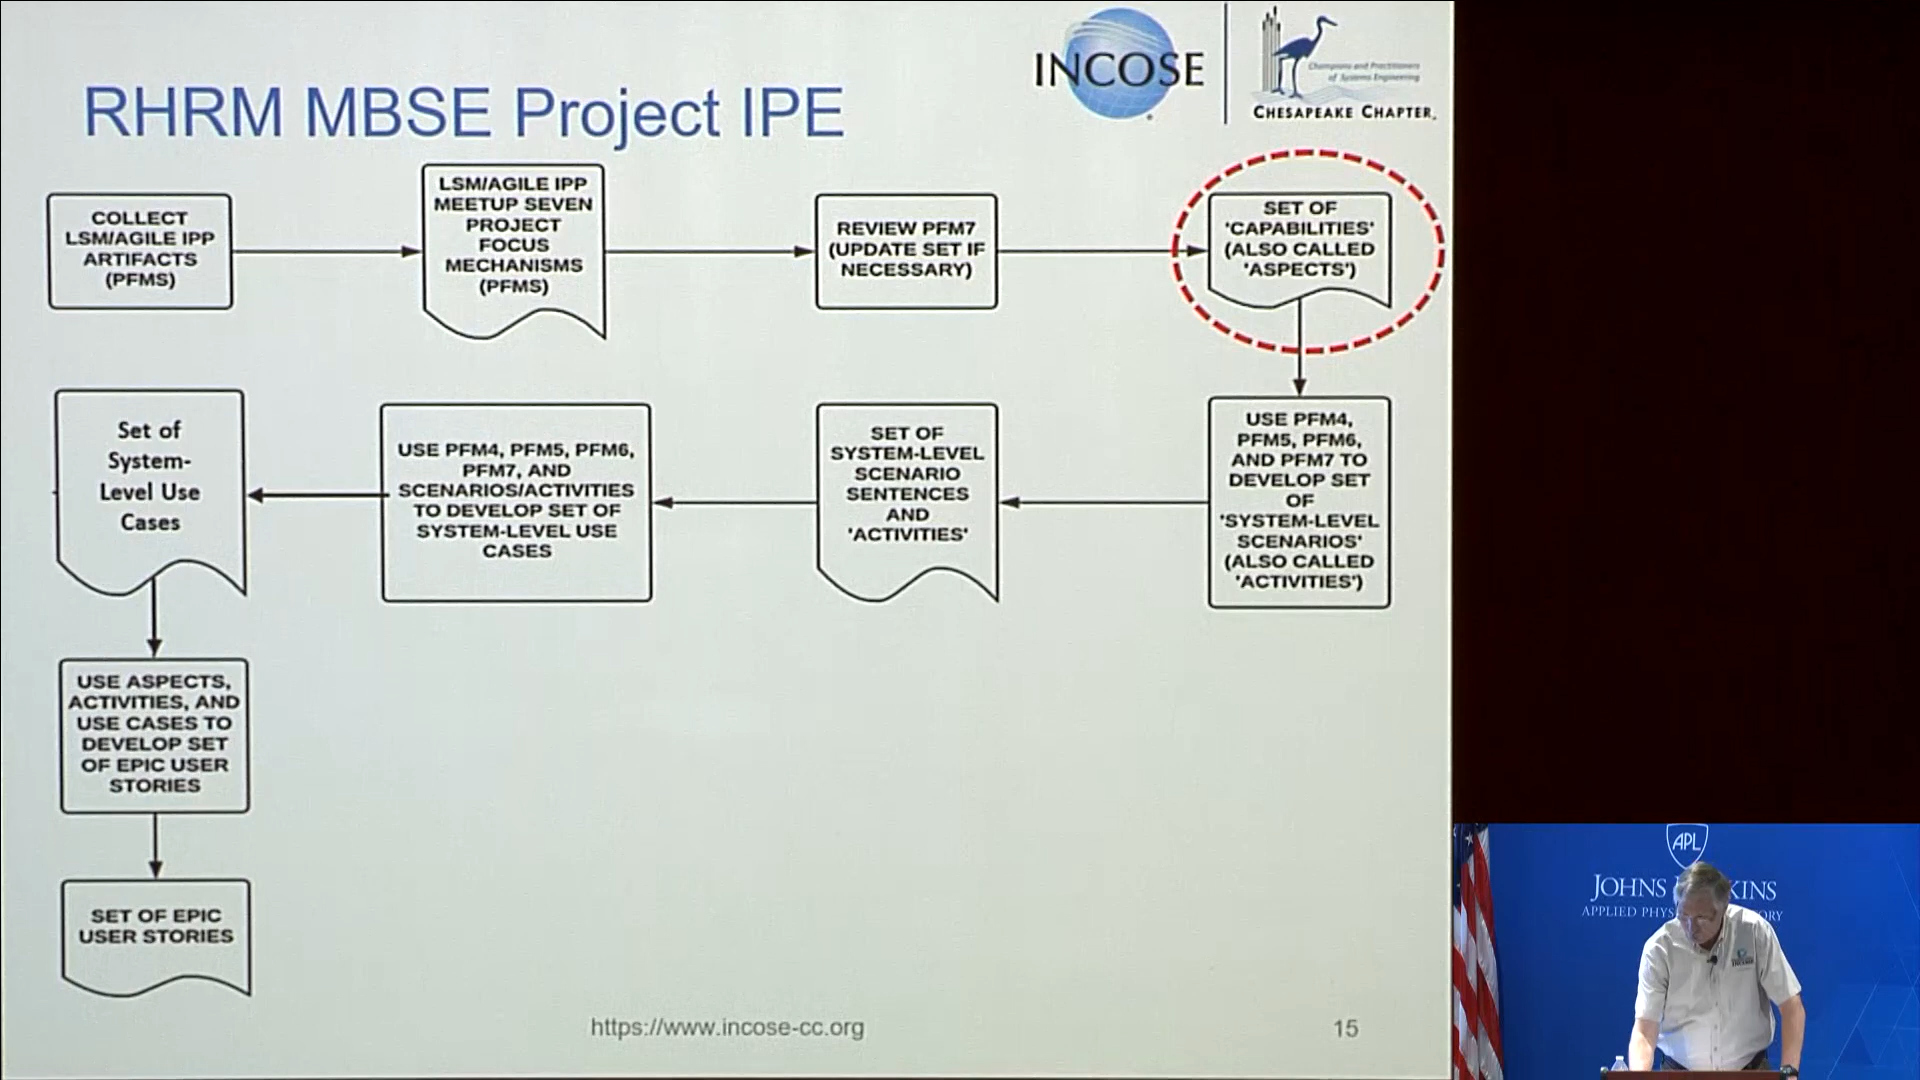 INCOSE
Champions and Practitioners
of Systems Engineering
CHESAPEAKE CHAPTER
RHRM MBSE Project IPE
COLLECT
LSM/AGILE IPP
ARTIFACTS
(PFMS)
LSM/AGILE IPP
MEETUP SEVEN
PROJECT
FOCUS
MECHANISMS
(PFMS)
REVIEW PFM7
(UPDATE SET IF
NECESSARY)
SET OF
'CAPABILITIES'
(ALSO CALLED
'ASPECTS')
USE PFM4,
PFM5, PFM6,
AND PFM7 TO
DEVELOP SET
OF
'SYSTEM-LEVEL
SCENARIOS'
(ALSO CALLED
'ACTIVITIES')
SET OF
SYSTEM-LEVEL
SCENARIO
SENTENCES
AND
'ACTIVITIES'
USE PFM4, PFM5, PFM6,
PFM7, AND
SCENARIOS/ACTIVITIES
TO DEVELOP SET OF
SYSTEM-LEVEL USE
CASES
Set of
System-
Level Use
Cases
USE ASPECTS,
ACTIVITIES, AND
USE CASES TO
DEVELOP SET
OF EPIC USER
STORIES
SET OF EPIC
USER STORIES
https://www.incose-cc.org
15
APL
JOHNS KINS
APPLIED PHYS ORY